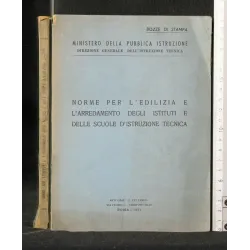 BOZZE DI STAMPA
MINISTERO DELLA PUBBLICA ISTRUZIONE
DIREZIONE GENERALE DELL'ISTRUZIONE TECNICA
NORME PER L'EDILIZIA E
L'ARREDAMENTO DEGLI ISTITUTI E
DELLE SCUOLE D'ISTRUZIONE TECNICA